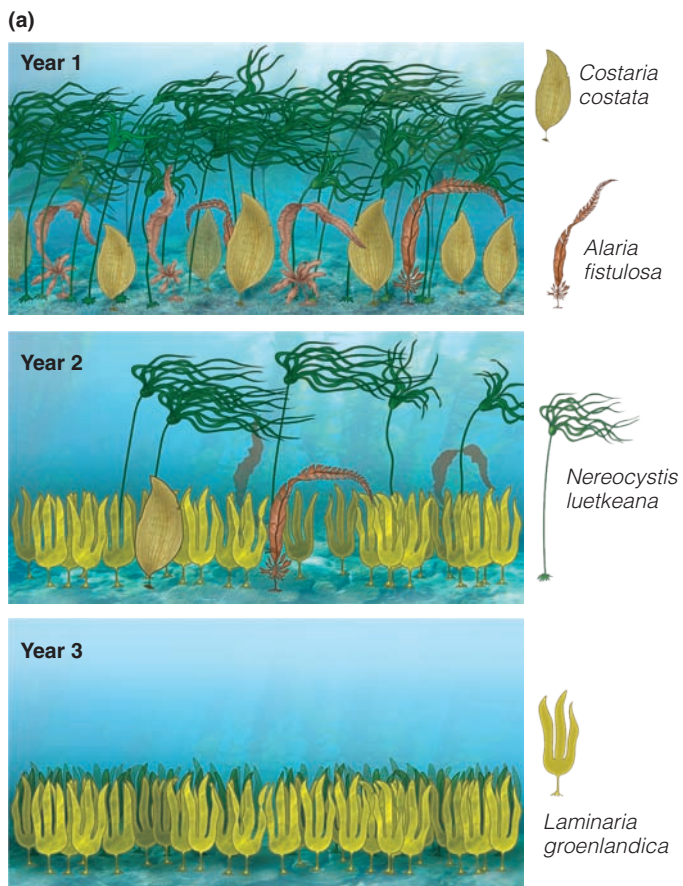 (a)
Year 1
Costaria
costata
Alaria
fistulosa
Year 2
Nereocystis
luetkeana
Year 3
Laminaria
groenlandica